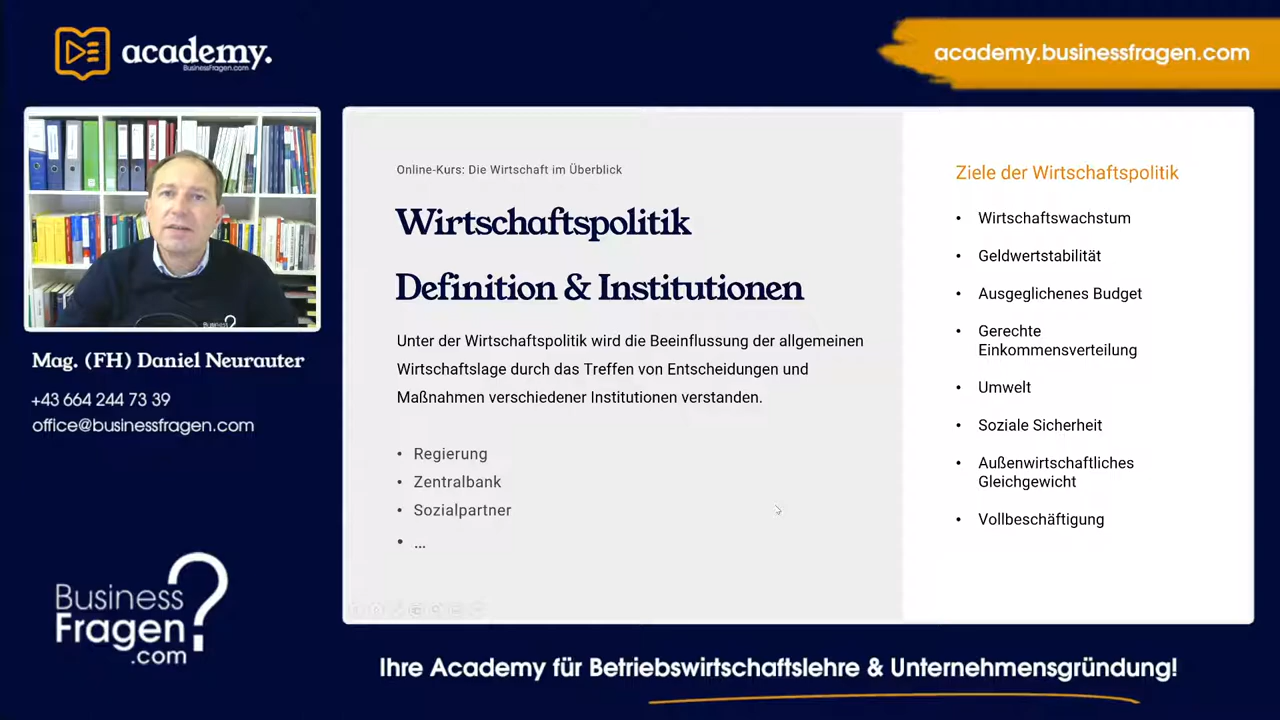 academy.
BusinessFragen.com
academy.businessfragen.com
Online-Kurs: Die Wirtschaft im Überblick
Wirtschaftspolitik
Definition & Institutionen
Unter der Wirtschaftspolitik wird die Beeinflussung der allgemeinen
Wirtschaftslage durch das Treffen von Entscheidungen und
Maßnahmen verschiedener Institutionen verstanden.
• Regierung
• Zentralbank
• Sozialpartner
• ...
Ziele der Wirtschaftspolitik
• Wirtschaftswachstum
• Geldwertstabilität
• Ausgeglichenes Budget
• Gerechte
Einkommensverteilung
• Umwelt
• Soziale Sicherheit
• Außenwirtschaftliches
Gleichgewicht
• Vollbeschäftigung
Mag. (FH) Daniel Neurauter
+43 664 244 73 39
office@businessfragen.com
Business
Fragen
.com
?
Ihre Academy für Betriebswirtschaftslehre & Unternehmensgründung!